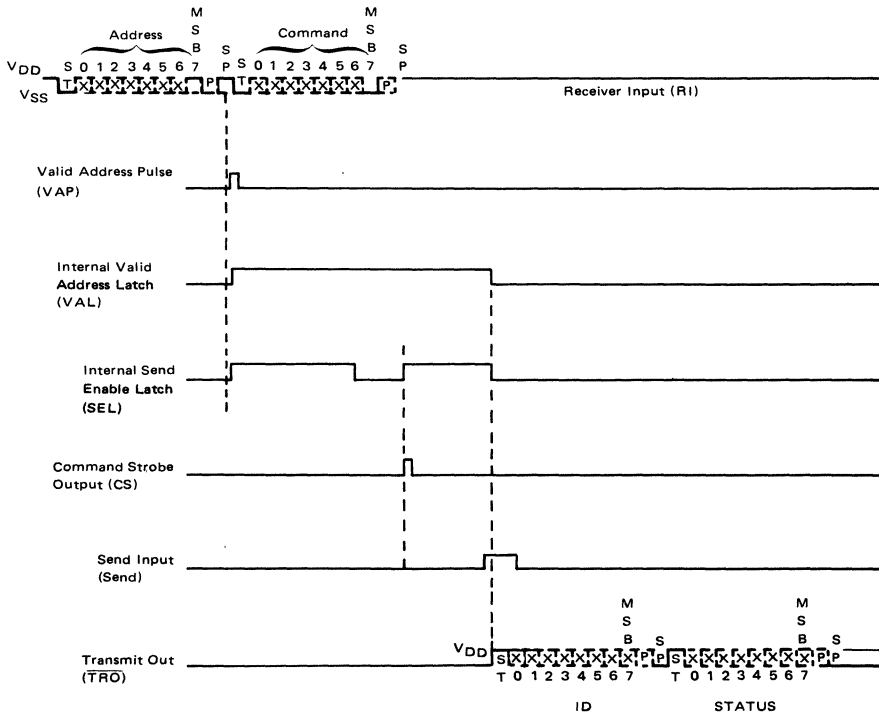 Address
M
S
B
Command
M
S
B
V DD
S
T
0 1 2 3 4 5 6 7
S
P
S
T
0 1 2 3 4 5 6 7
S
P
X X X X X X X
P
X X X X X X X
P
V SS
Receiver Input (RI)
Valid Address Pulse
(VAP)
Internal Valid
Address Latch
(VAL)
Internal Send
Enable Latch
(SEL)
Command Strobe
Output (CS)
Send Input
(Send)
M
S
B
S
P
M
S
B
S
P
Transmit Out
(TRO)
V DD
S X X X X X X X X P
S X X X X X X X X P
T 0 1 2 3 4 5 6 7
T 0 1 2 3 4 5 6 7
ID
STATUS